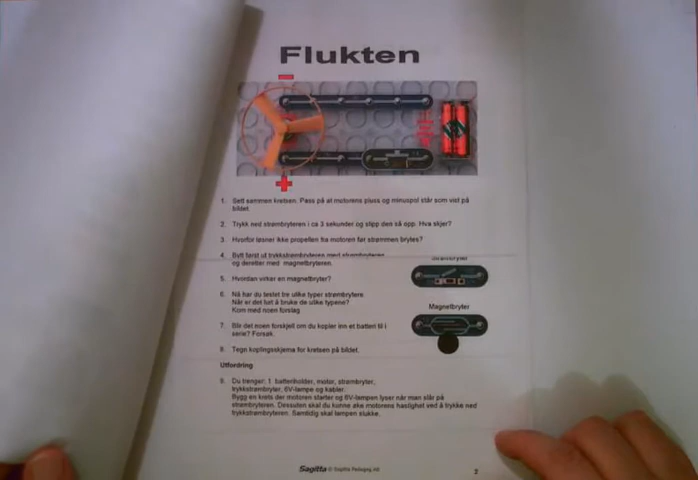 Flukten
1. Sett sammen kretsen. Pass på at motorens pluss og minuspol står som vist på
bildet.
2. Trykk ned strømbryteren i ca 3 sekunder og slipp den så opp. Hva skjer?
3. Hvorfor løsner ikke propellen fra motoren før strømmen brytes?
4. Bytt først ut trykkstrømbryteren med strømbryteren
og deretter med magnetbryteren.
Strømbryter
5. Hvordan virker en magnetbryter?
6. Nå har du testet tre ulike typer strømbrytere.
Når er det bøt å bruke de ulike typene?
Kom med noen forslag
Magnetbryter
7. Blir det noen forskjell om du kopler inn et batteri til i
serie? Forsøk.
8. Tegn koplingsskjema for kretsen på bildet.
Utfordring
9. Du trenger: 1 batteriholder, motor, strømbryter,
trykkstrømbryter, 6V-lampe og kabler.
Bygg en krets der motoren starter og 6V-lampen lyser når man slår på
strømbryteren. Dessuten skal du kunne øke motorens hastighet ved å trykke ned
trykkstrømbryteren. Samtidig skal lampen slukke.
Sagitta © Sagitta Pedagog AB
2